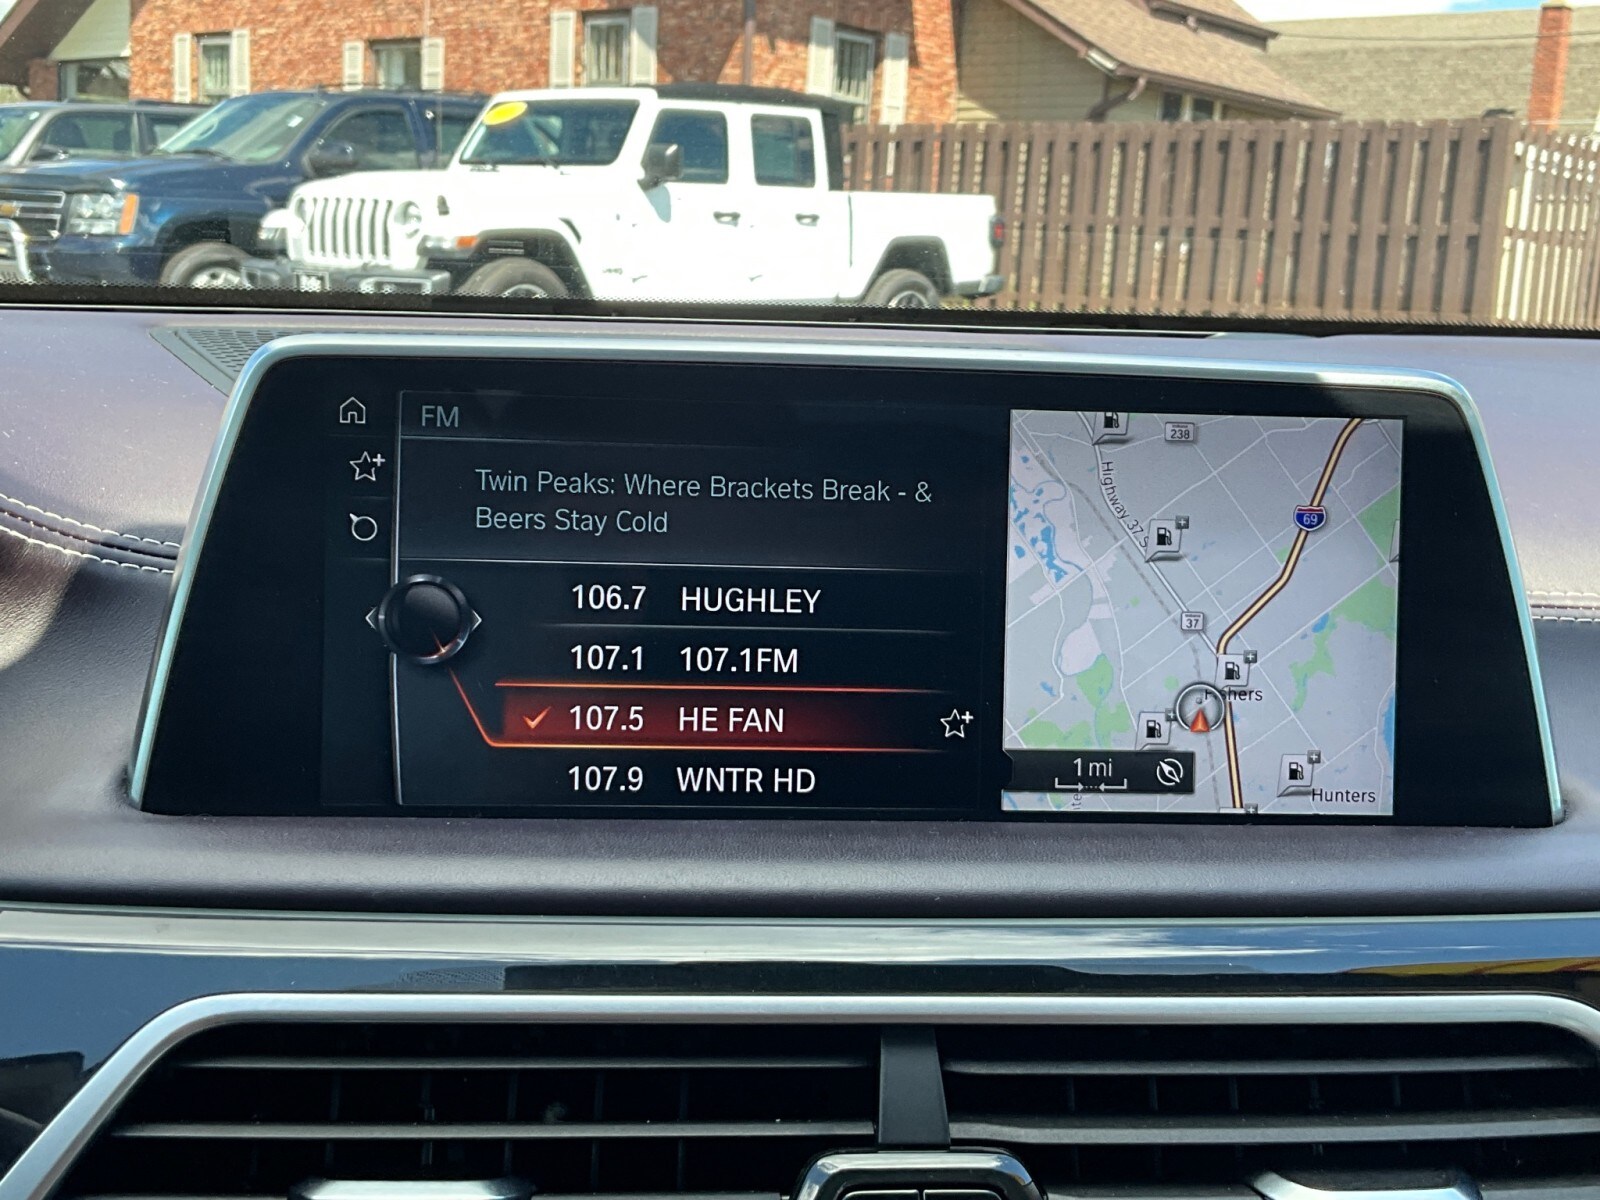 FM
Twin Peaks: Where Brackets Break - &
Beers Stay Cold
106.7 HUGHLEY
107.1 107.1FM
107.5 HE FAN
107.9 WNTR HD
238
Highway 37 S
69
37
Fishers
1 mi
Hunters